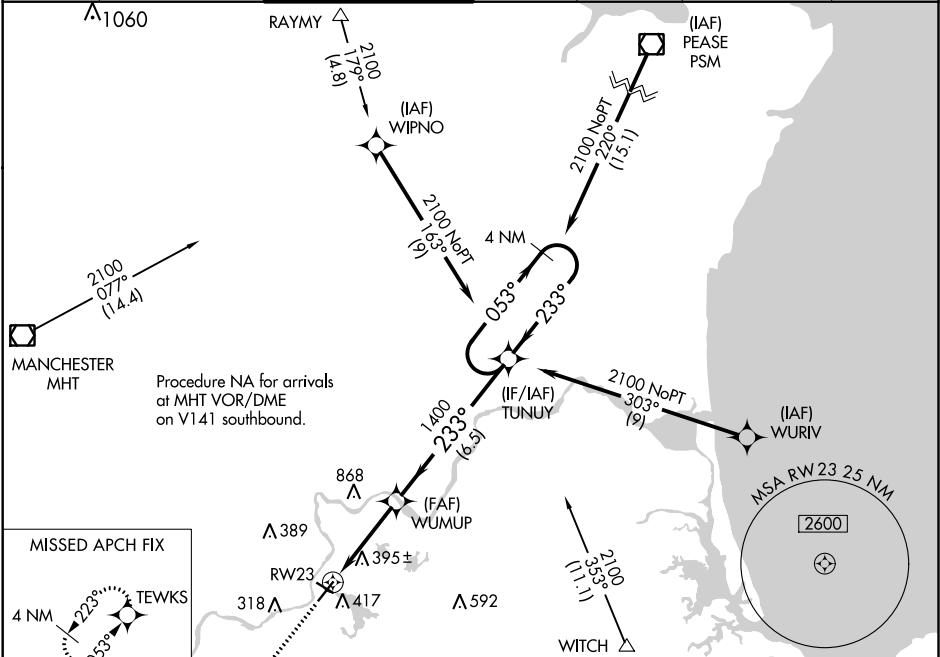 1060
RAYMY
2100
179°
(4.8)
(IAF)
PEASE
PSM
(IAF)
WIPNO
2100 NoPT
220°
(15.1)
2100 NoPT
163°
(9)
4 NM
053°
233°
2100
077°
(14.4)
MANCHESTER
MHT
Procedure NA for arrivals
at MHT VOR/DME
on V141 southbound.
(IF/IAF)
TUNUY
2100 NoPT
303°
(9)
(IAF)
WURIV
1400
233°
(6.5)
868
(FAF)
WUMUP
389
395±
RW23
318
417
592
2100
353°
(11.1)
WITCH
MSA RW 23 25 NM
2600
MISSED APCH FIX
4 NM
223°
TEWKS
053°